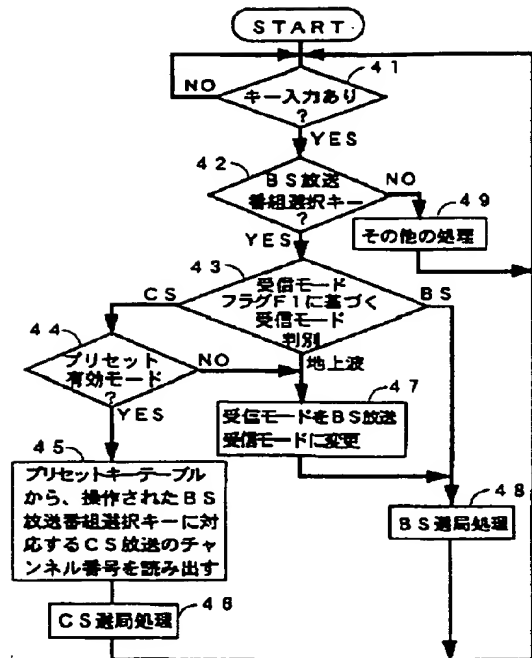 START
41
NO
キー入力あり
?
YES
42
BS放送
番組選択キー
?
NO
49
その他の処理
YES
43
CS
受信モード
フラグF1に基づく
受信モード
判別
BS
44
プリセット
有効モード
?
NO
地上波
YES
47
受信モードをBS放送
受信モードに変更
45
プリセットキーテーブル
から、操作されたBS
放送番組選択キーに対
応するCS放送のチャ
ンネル番号を読み出す
48
BS選局処理
46
CS選局処理